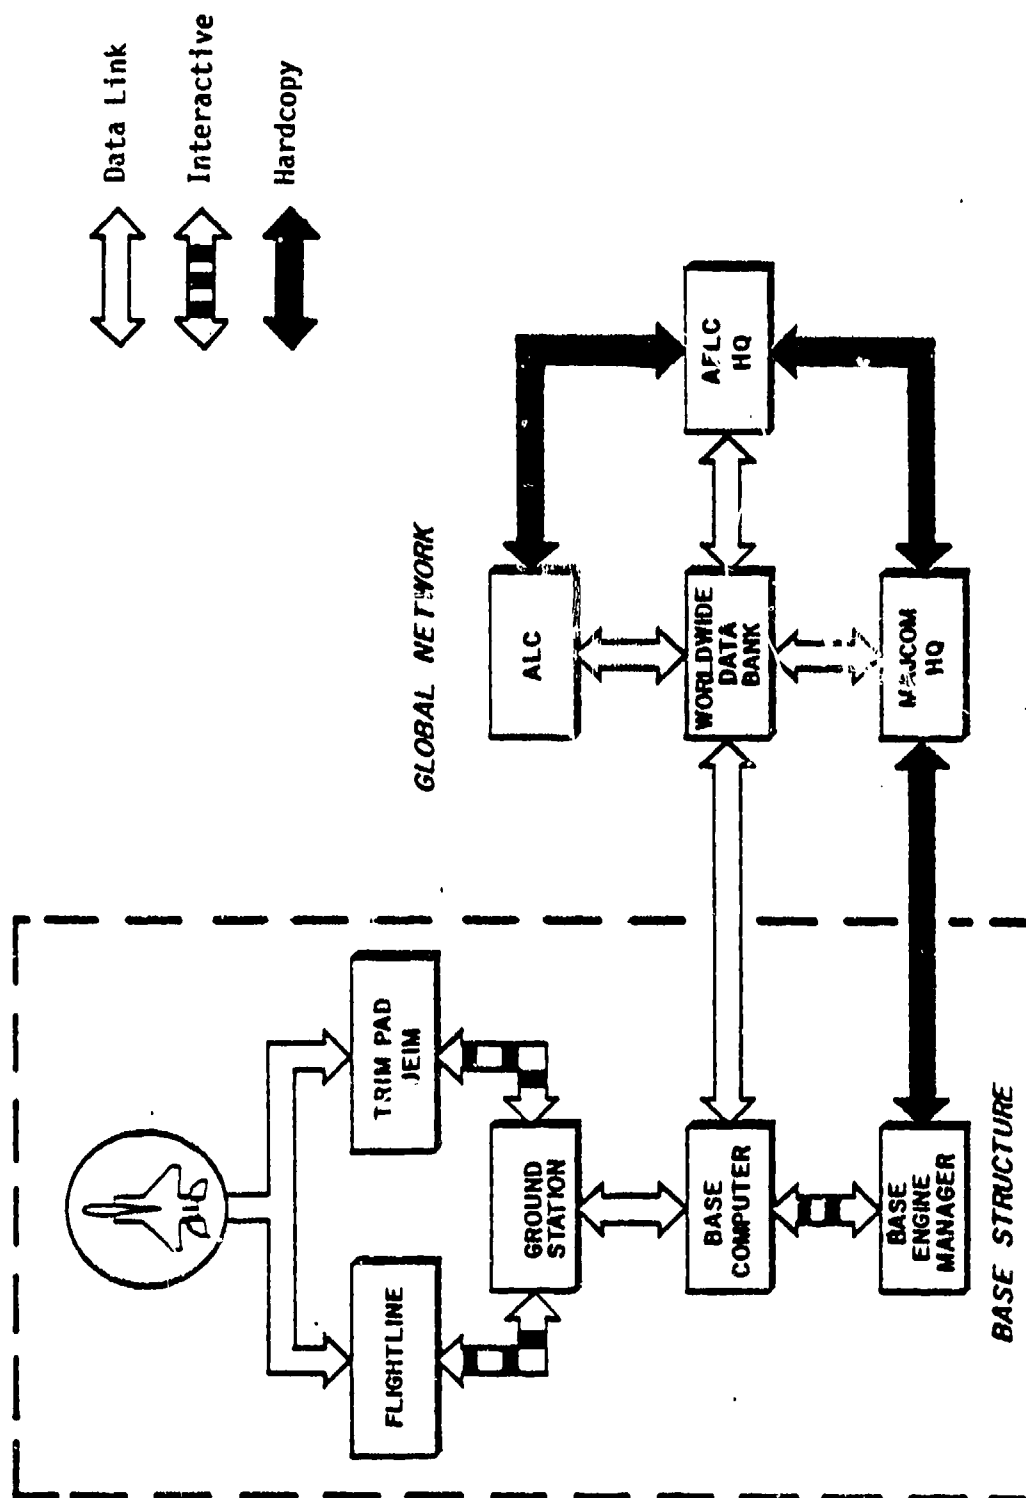 Data Link
Interactive
Hardcopy
GLOBAL NETWORK
ALC
WORLDWIDE
DATA
BANK
AFLC
HQ
MAJCOM
HQ
FLIGHTLINE
TRIM PAD
JEIM
GROUND
STATION
BASE
COMPUTER
BASE
ENGINE
MANAGER
BASE STRUCTURE